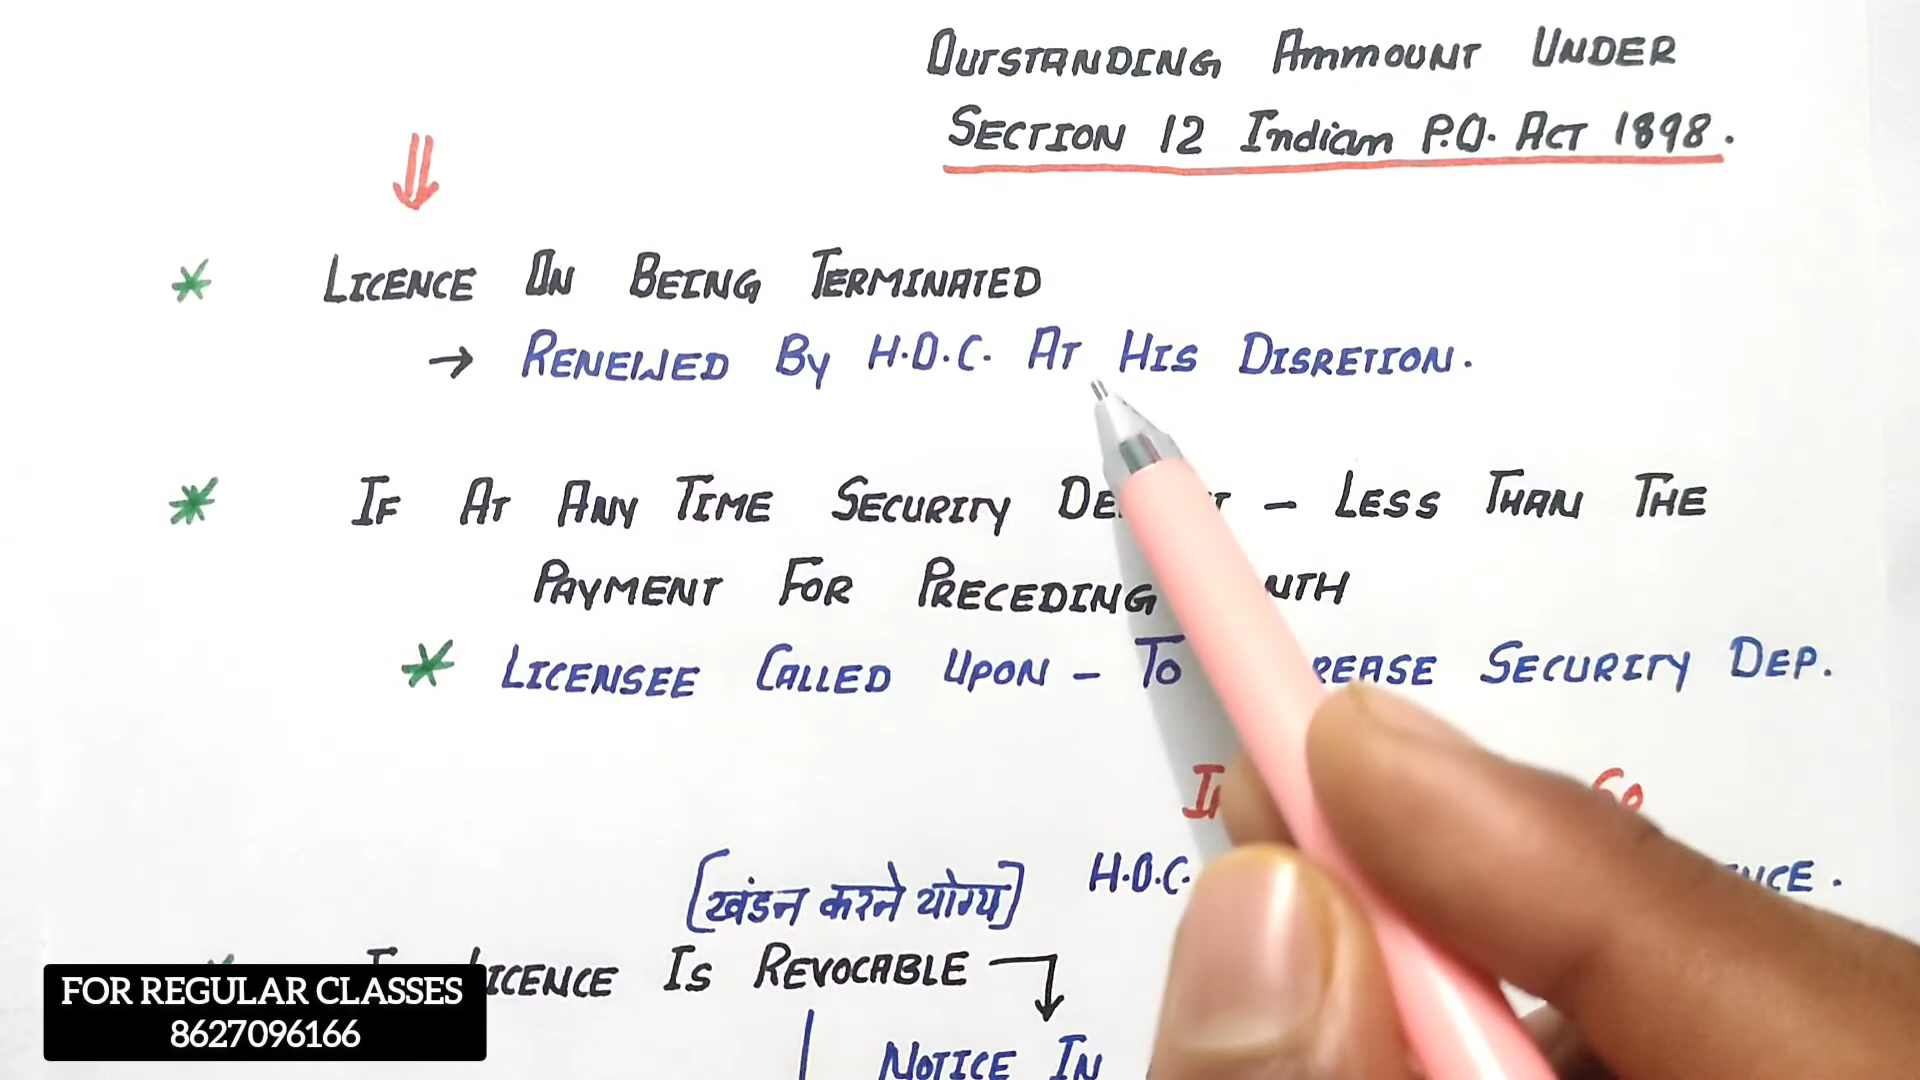 OUTSTANDING AMMOUNT UNDER
SECTION 12 Indian P.O. ACT 1898.
* LICENCE ON BEING TERMINATED
→ RENEWED By H.O.C. AT HIS DISRETION.
* IF AT ANY TIME SECURITY – LESS THAN THE
PAYMENT FOR PRECEDING
* LICENSEE CALLED UPON – TO SECURITY DEP.
[खंडन करने योग्य] H.O.C.
LICENCE IS REVOCABLE
NOTICE IN
FOR REGULAR CLASSES
8627096166